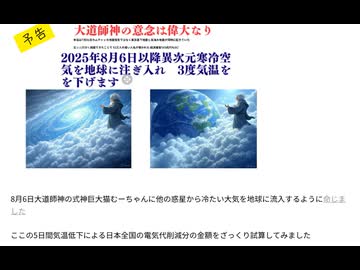 予告
大道師神の意念は偉大なり
2025年8月6日以降異次元寒冷空
気を地球に注ぎ入れ 3度気温を
を下げます
8月6日大道師神の式神巨大猫むーちゃんに他の惑星から冷たい大気を地球に流入するように命じま
した
ここの5日間気温低下による日本全国の電気代削減分の金額をざっくり試算してみました